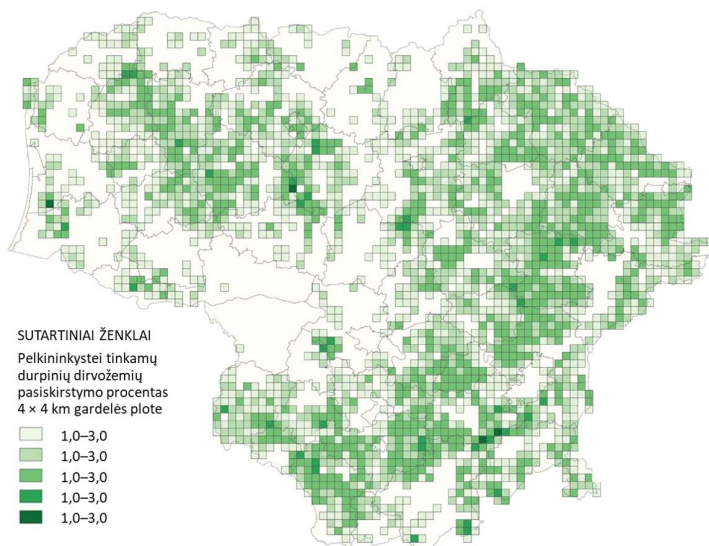 SUTARTINIAI ŽENKLAI
Pelkininkystei tinkamų
durpinių dirvožemių
pasiskirstymo procentas
4 × 4 km gardelės plote
1,0–3,0
1,0–3,0
1,0–3,0
1,0–3,0
1,0–3,0